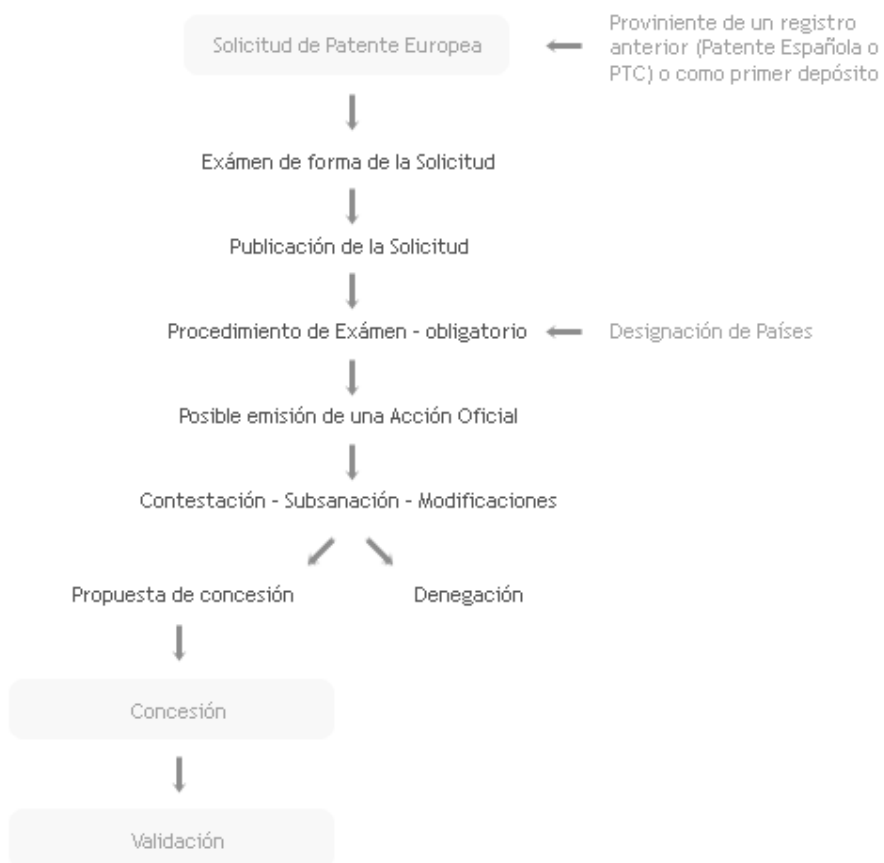 Solicitud de Patente Europea
Proviniente de un registro
anterior (Patente Española o
PTC) o como primer depósito
Exámen de forma de la Solicitud
Publicación de la Solicitud
Procedimiento de Exámen - obligatorio
Designación de Países
Posible emisión de una Acción Oficial
Contestación - Subsanación - Modificaciones
Propuesta de concesión
Denegación
Concesión
Validación